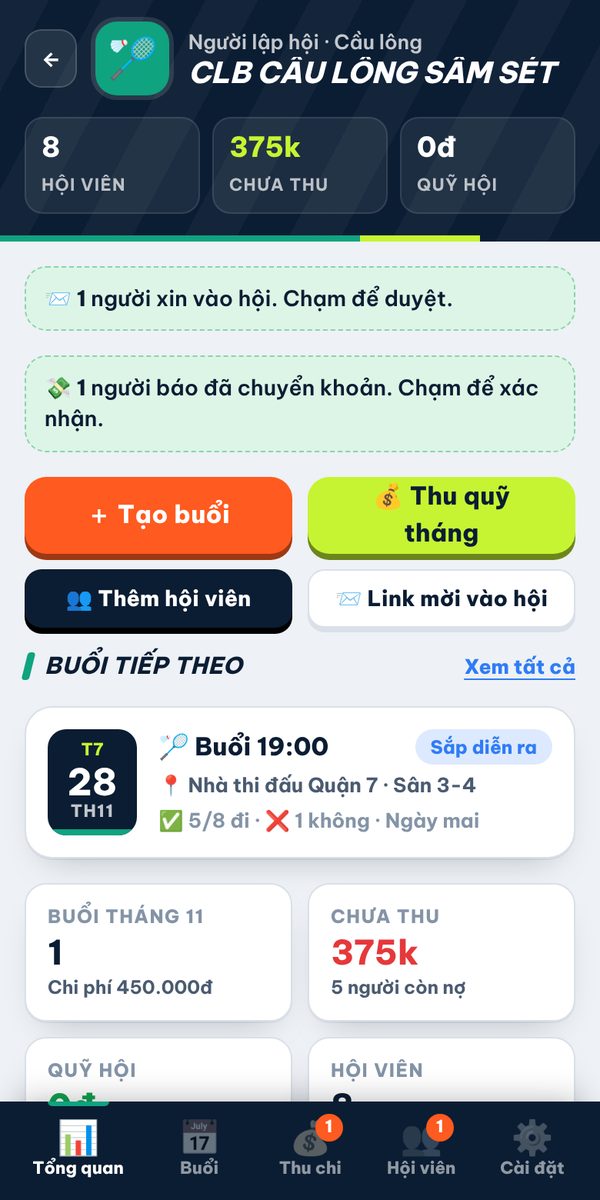 Người lập hội · Cầu lông
CLB CẦU LÔNG SẤM SÉT
8
HỘI VIÊN
375k
CHƯA THU
0đ
QUỸ HỘI
1 người xin vào hội. Chạm để duyệt.
1 người báo đã chuyển khoản. Chạm để xác
nhận.
+ Tạo buổi
Thu quỹ
tháng
Thêm hội viên
Link mời vào hội
BUỔI TIẾP THEO
Xem tất cả
T7
28
TH11
Buổi 19:00
Sắp diễn ra
Nhà thi đấu Quận 7 · Sân 3-4
5/8 đi · ❌ 1 không · Ngày mai
BUỔI THÁNG 11
1
Chi phí 450.000đ
CHƯA THU
375k
5 người còn nợ
QUỸ HỘI
0đ
HỘI VIÊN
8
July
17
1
1
Tổng quan
Buổi
Thu chi
Hội viên
Cài đặt